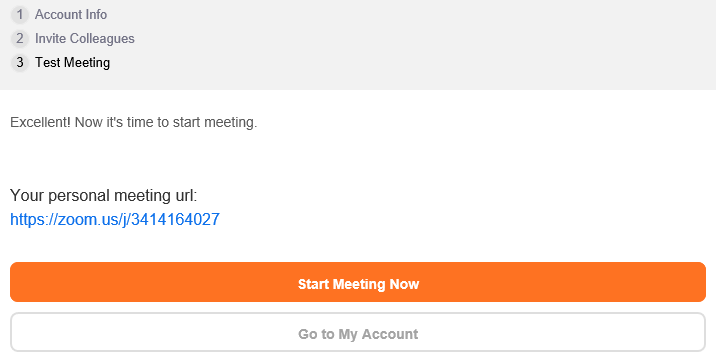 1 Account Info
2 Invite Colleagues
3 Test Meeting
Excellent! Now it's time to start meeting.
Your personal meeting url:
https://zoom.us/j/3414164027
Start Meeting Now
Go to My Account